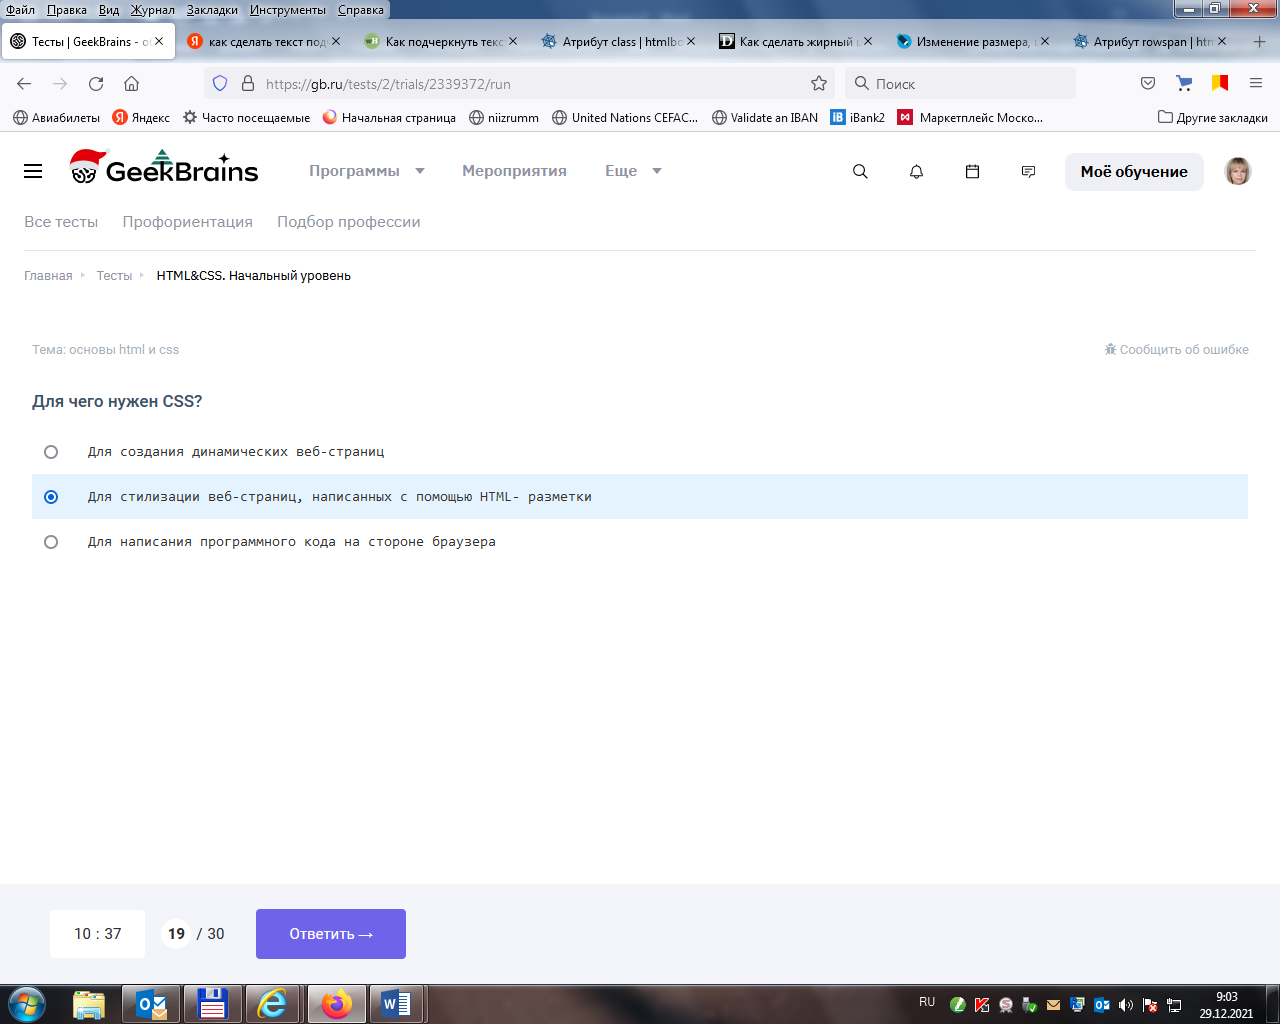 Файл Правка Вид Журнал Закладки Инструменты Справка
Тесты | GeekBrains - о
как сделать текст под
Как подчеркнуть текс
Атрибут class | htmlbo
Как сделать жирный
Изменение размера,
Атрибут rowspan | htm
https://gb.ru/tests/2/trials/2339372/run
Поиск
Авиабилеты Яндекс Часто посещаемые Начальная страница niizrumm United Nations CEFAC... Validate an IBAN iBank2 Маркетплейс Моско... Другие закладки
GeekBrains Программы Мероприятия Еще Моё обучение
Все тесты Профориентация Подбор профессии
Главная Тесты HTML&CSS. Начальный уровень
Тема: основы html и css Сообщить об ошибке
Для чего нужен CSS?
Для создания динамических веб-страниц
Для стилизации веб-страниц, написанных с помощью HTML- разметки
Для написания программного кода на стороне браузера
10 : 37 19 / 30 Ответить →
RU 9:03
29.12.2021